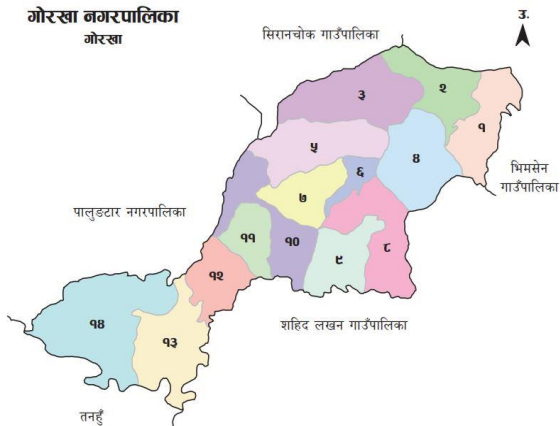 गोरखा नगरपालिका
गोरखा
उ.
सिरानचोक गाउँपालिका
२
३
१
५
४
६
भिमसेन
गाउँपालिका
७
पालुङटार नगरपालिका
११
१०
९
८
१२
शहिद लखन गाउँपालिका
१४
१३
तनहुँ